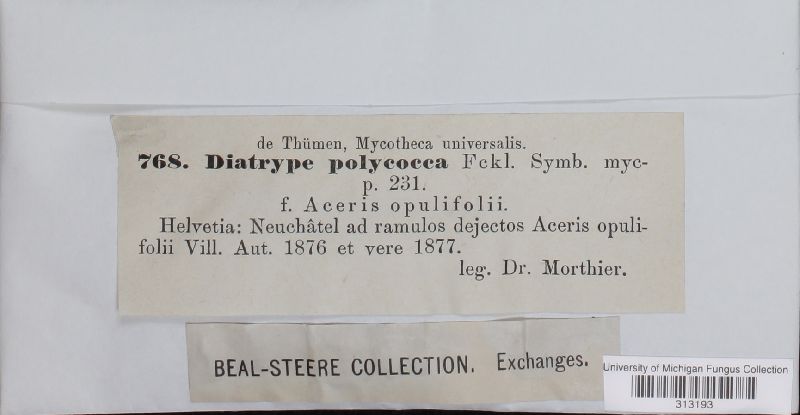 de Thümen, Mycotheca universalis.
768. Diatrype polycocca Fckl. Symb. myc-
p. 231.
f. Aceris opulifolii.
Helvetia: Neuchâtel ad ramulos dejectos Aceris opuli-
folii Vill. Aut. 1876 et vere 1877.
leg. Dr. Morthier.
BEAL-STEERE COLLECTION. Exchanges.
University of Michigan Fungus Collection
313193